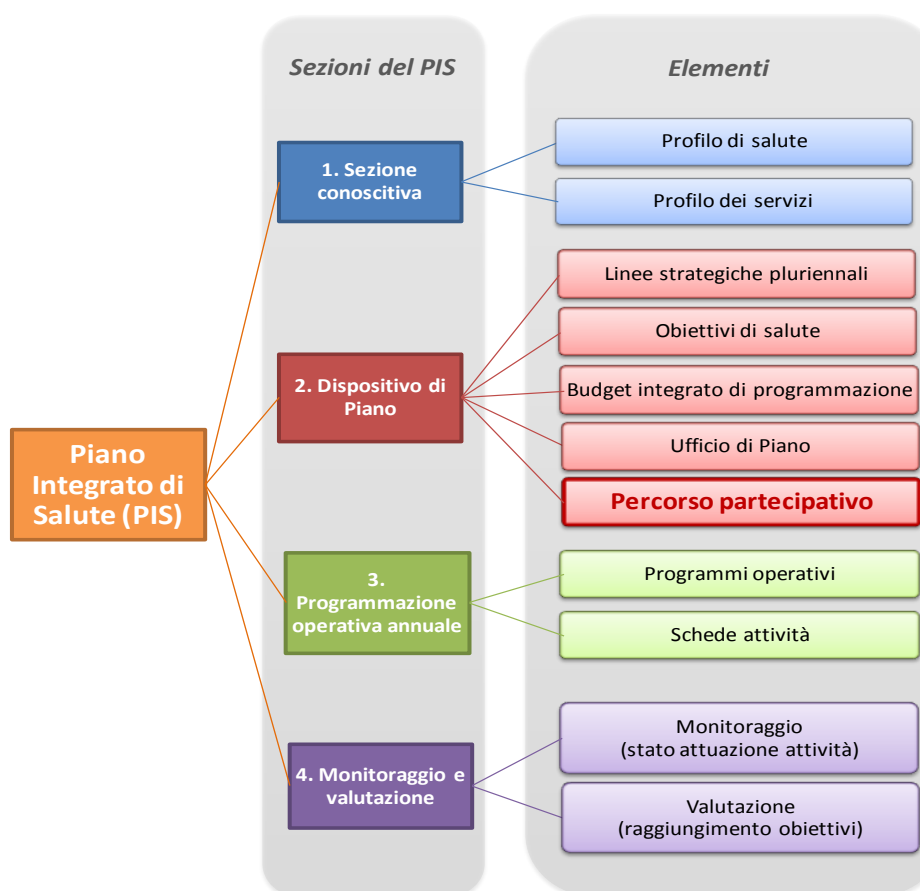 Sezioni del PIS
Elementi
Piano
Integrato di
Salute (PIS)
1. Sezione
conoscitiva
Profilo di salute
Profilo dei servizi
2. Dispositivo di
Piano
Linee strategiche pluriennali
Obiettivi di salute
Budget integrato di programmazione
Ufficio di Piano
Percorso partecipativo
3.
Programmazione
operativa annuale
Programmi operativi
Schede attività
4. Monitoraggio e
valutazione
Monitoraggio
(stato attuazione attività)
Valutazione
(raggiungimento obiettivi)